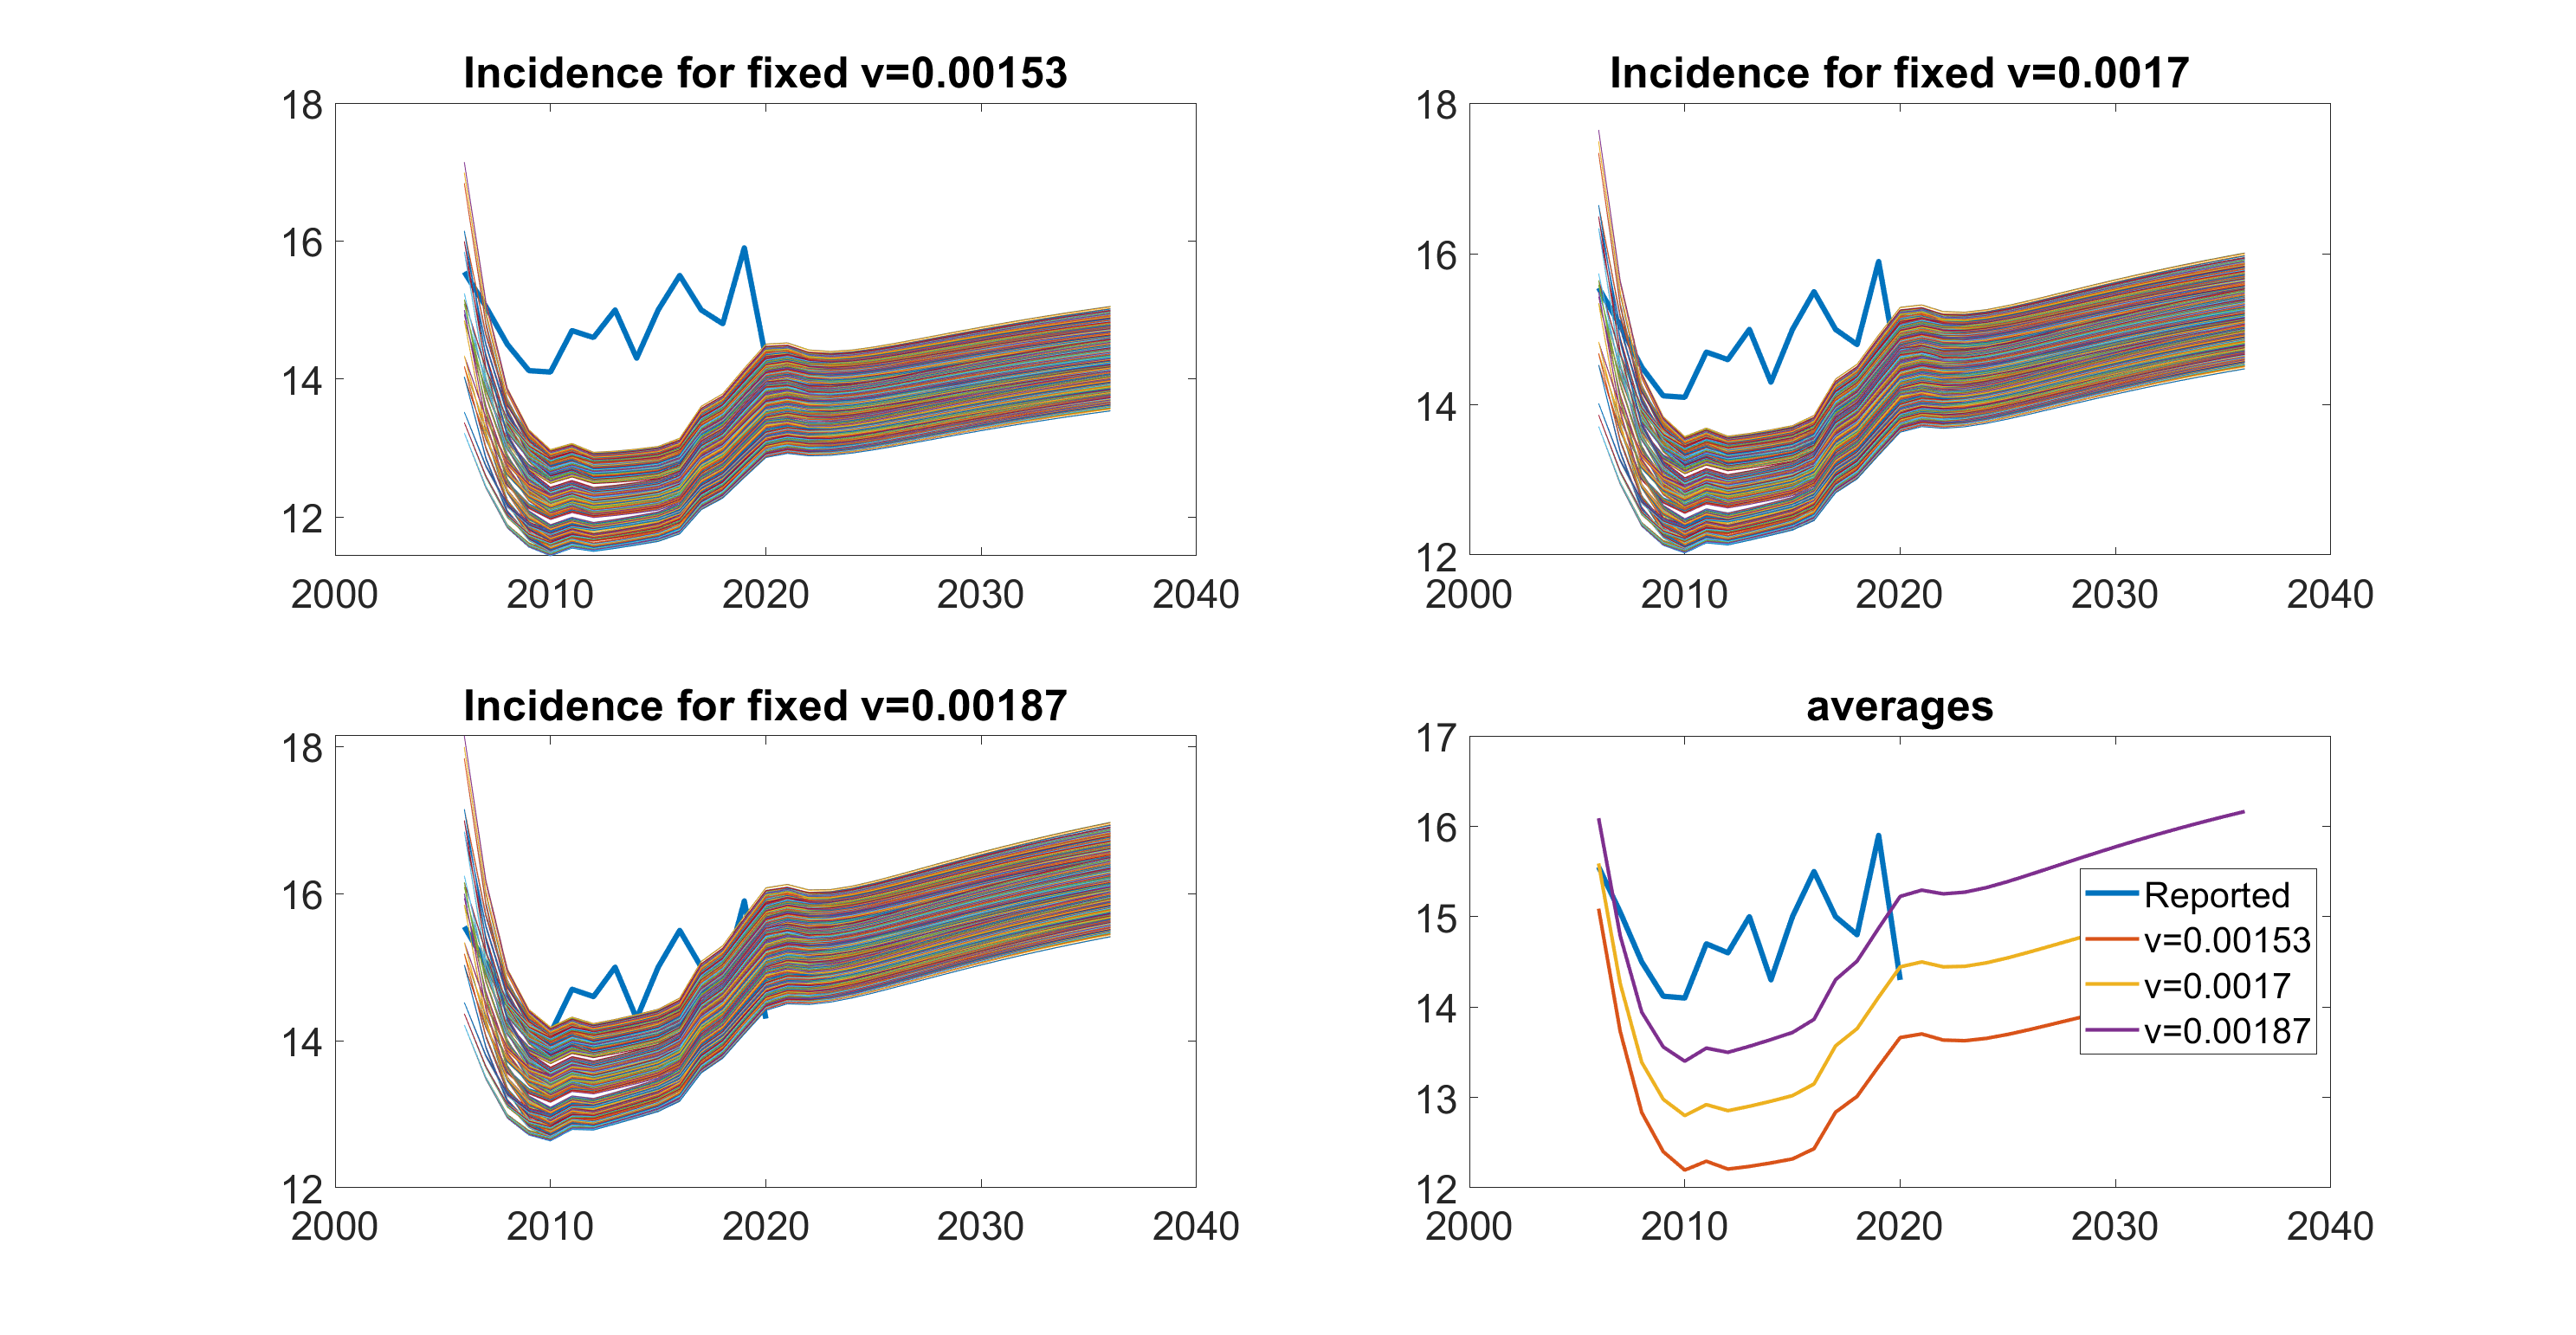 Incidence for fixed v=0.00153
18
16
14
12
2000 2010 2020 2030 2040
Incidence for fixed v=0.0017
18
16
14
12
2000 2010 2020 2030 2040
Incidence for fixed v=0.00187
18
16
14
12
2000 2010 2020 2030 2040
averages
17
16
15
14
13
12
2000 2010 2020 2030 2040
Reported
v=0.00153
v=0.0017
v=0.00187